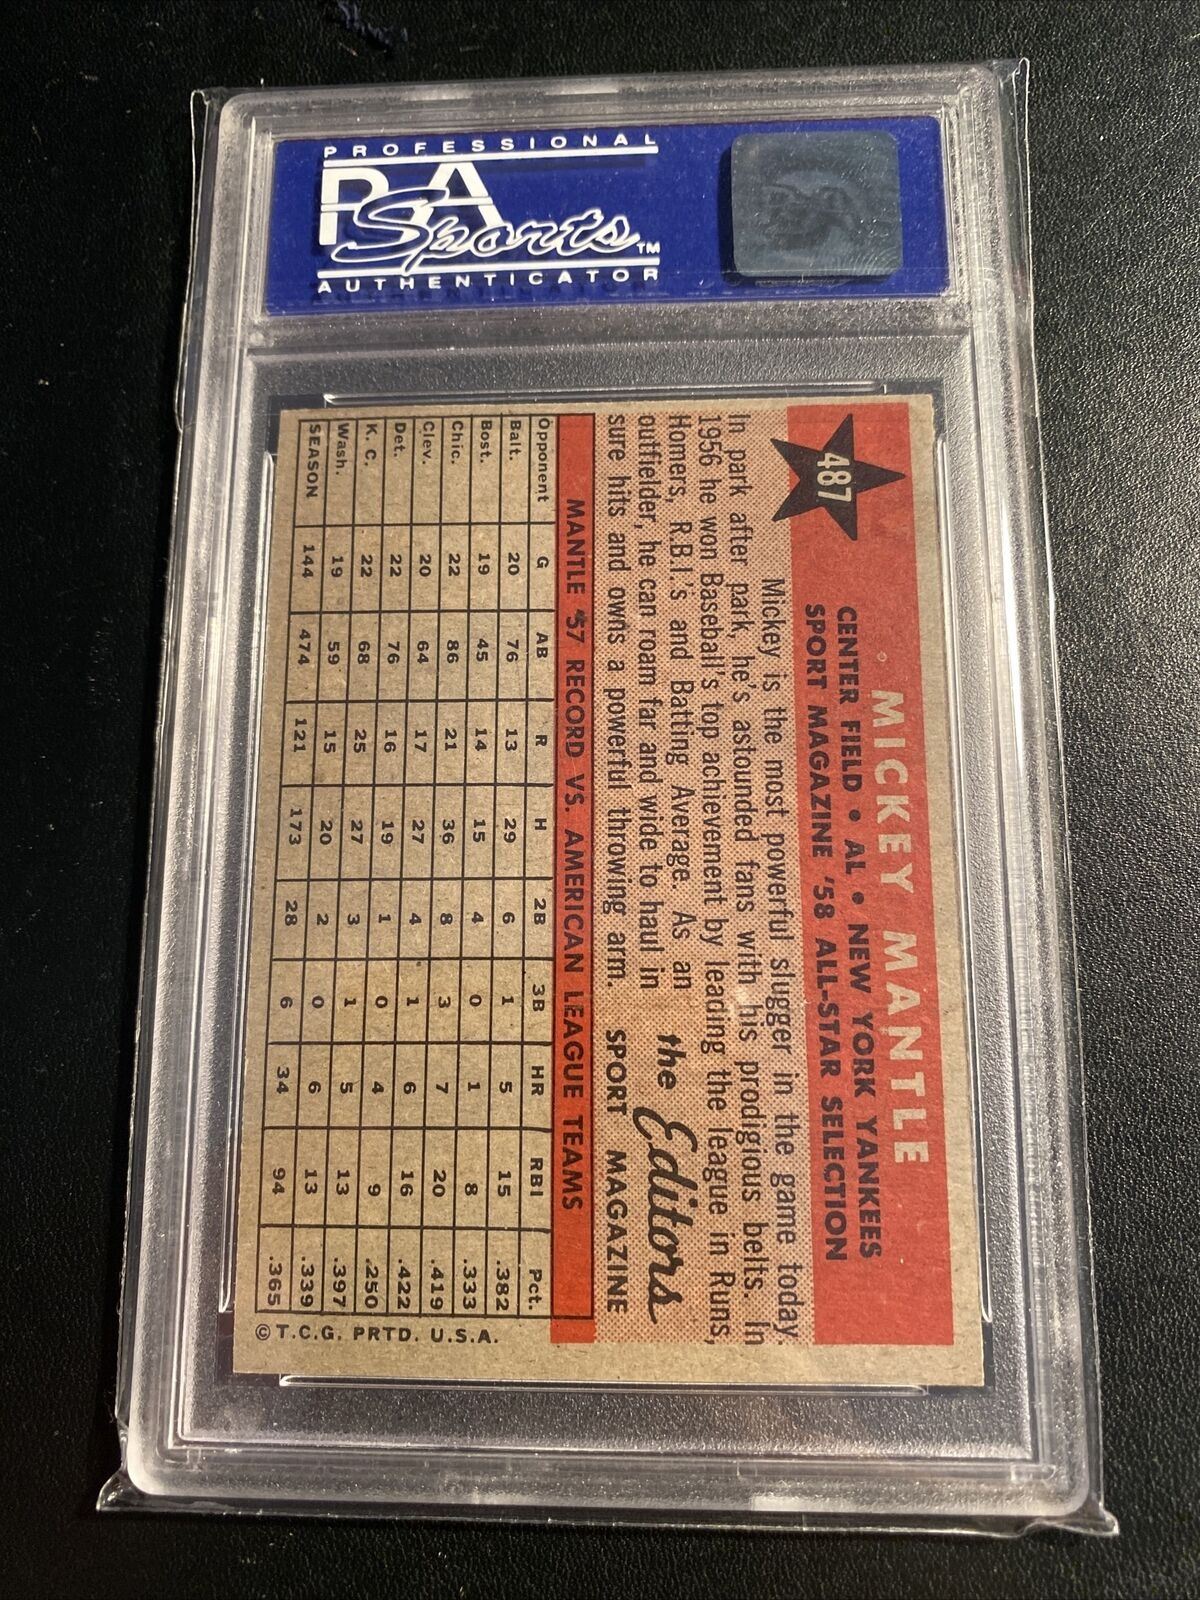 PROFESSIONAL
PSA
Sports™
AUTHENTICATOR
487
MICKEY MANTLE
CENTER FIELD • AL • NEW YORK YANKEES
SPORT MAGAZINE '58 ALL-STAR SELECTION
Mickey is the most powerful slugger in the game today.
In park after park, he's astounded fans with his prodigious belts. In
1956 he won Baseball's top achievement by leading the league in Runs,
Homers, R.B.I.'s and Batting Average. As an
outfielder, he can roam far and wide to haul in
sure hits and owns a powerful throwing arm.
the Editors
SPORT MAGAZINE
MANTLE '57 RECORD VS. AMERICAN LEAGUE TEAMS
Opponent G AB R H 2B 3B HR RBI Pct.
Balt. 20 76 13 29 6 1 5 15 .382
Bost. 19 45 14 15 4 0 1 8 .333
Chic. 22 86 21 36 8 3 7 20 .419
Clev. 20 64 17 27 4 1 6 16 .422
Det. 22 76 16 19 1 0 4 9 .250
K. C. 22 68 25 27 3 1 5 13 .397
Wash. 19 59 15 20 2 0 6 13 .339
SEASON 144 474 121 173 28 6 34 94 .365
©T.C.G. PRTD. U.S.A.